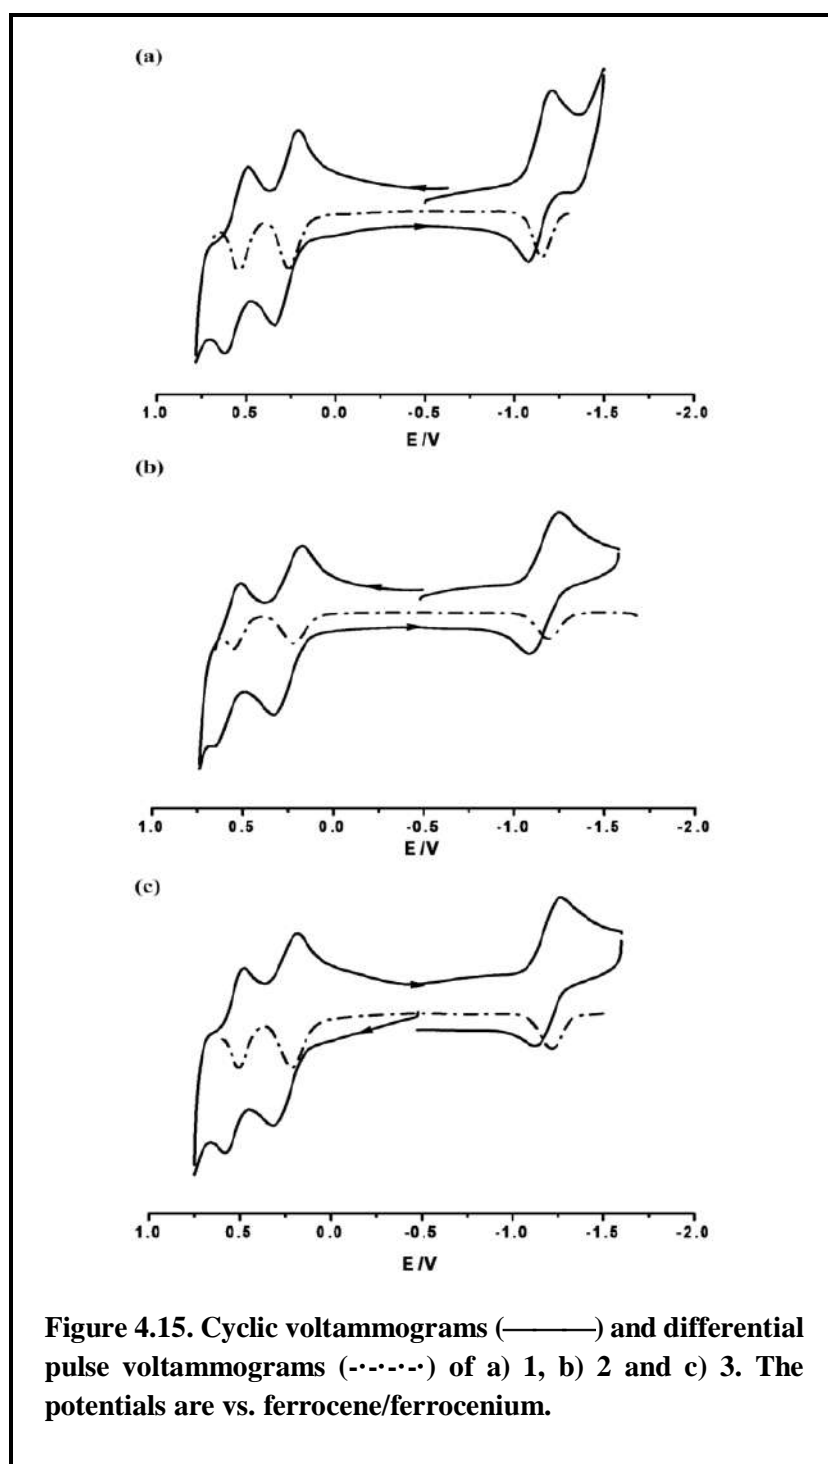 (a)
1.0 0.5 0.0 -0.5 -1.0 -1.5 -2.0
E /V
(b)
1.0 0.5 0.0 -0.5 -1.0 -1.5 -2.0
E /V
(c)
1.0 0.5 0.0 -0.5 -1.0 -1.5 -2.0
E /V
Figure 4.15. Cyclic voltammograms (———) and differential
pulse voltammograms (-·-·-·-·) of a) 1, b) 2 and c) 3. The
potentials are vs. ferrocene/ferrocenium.